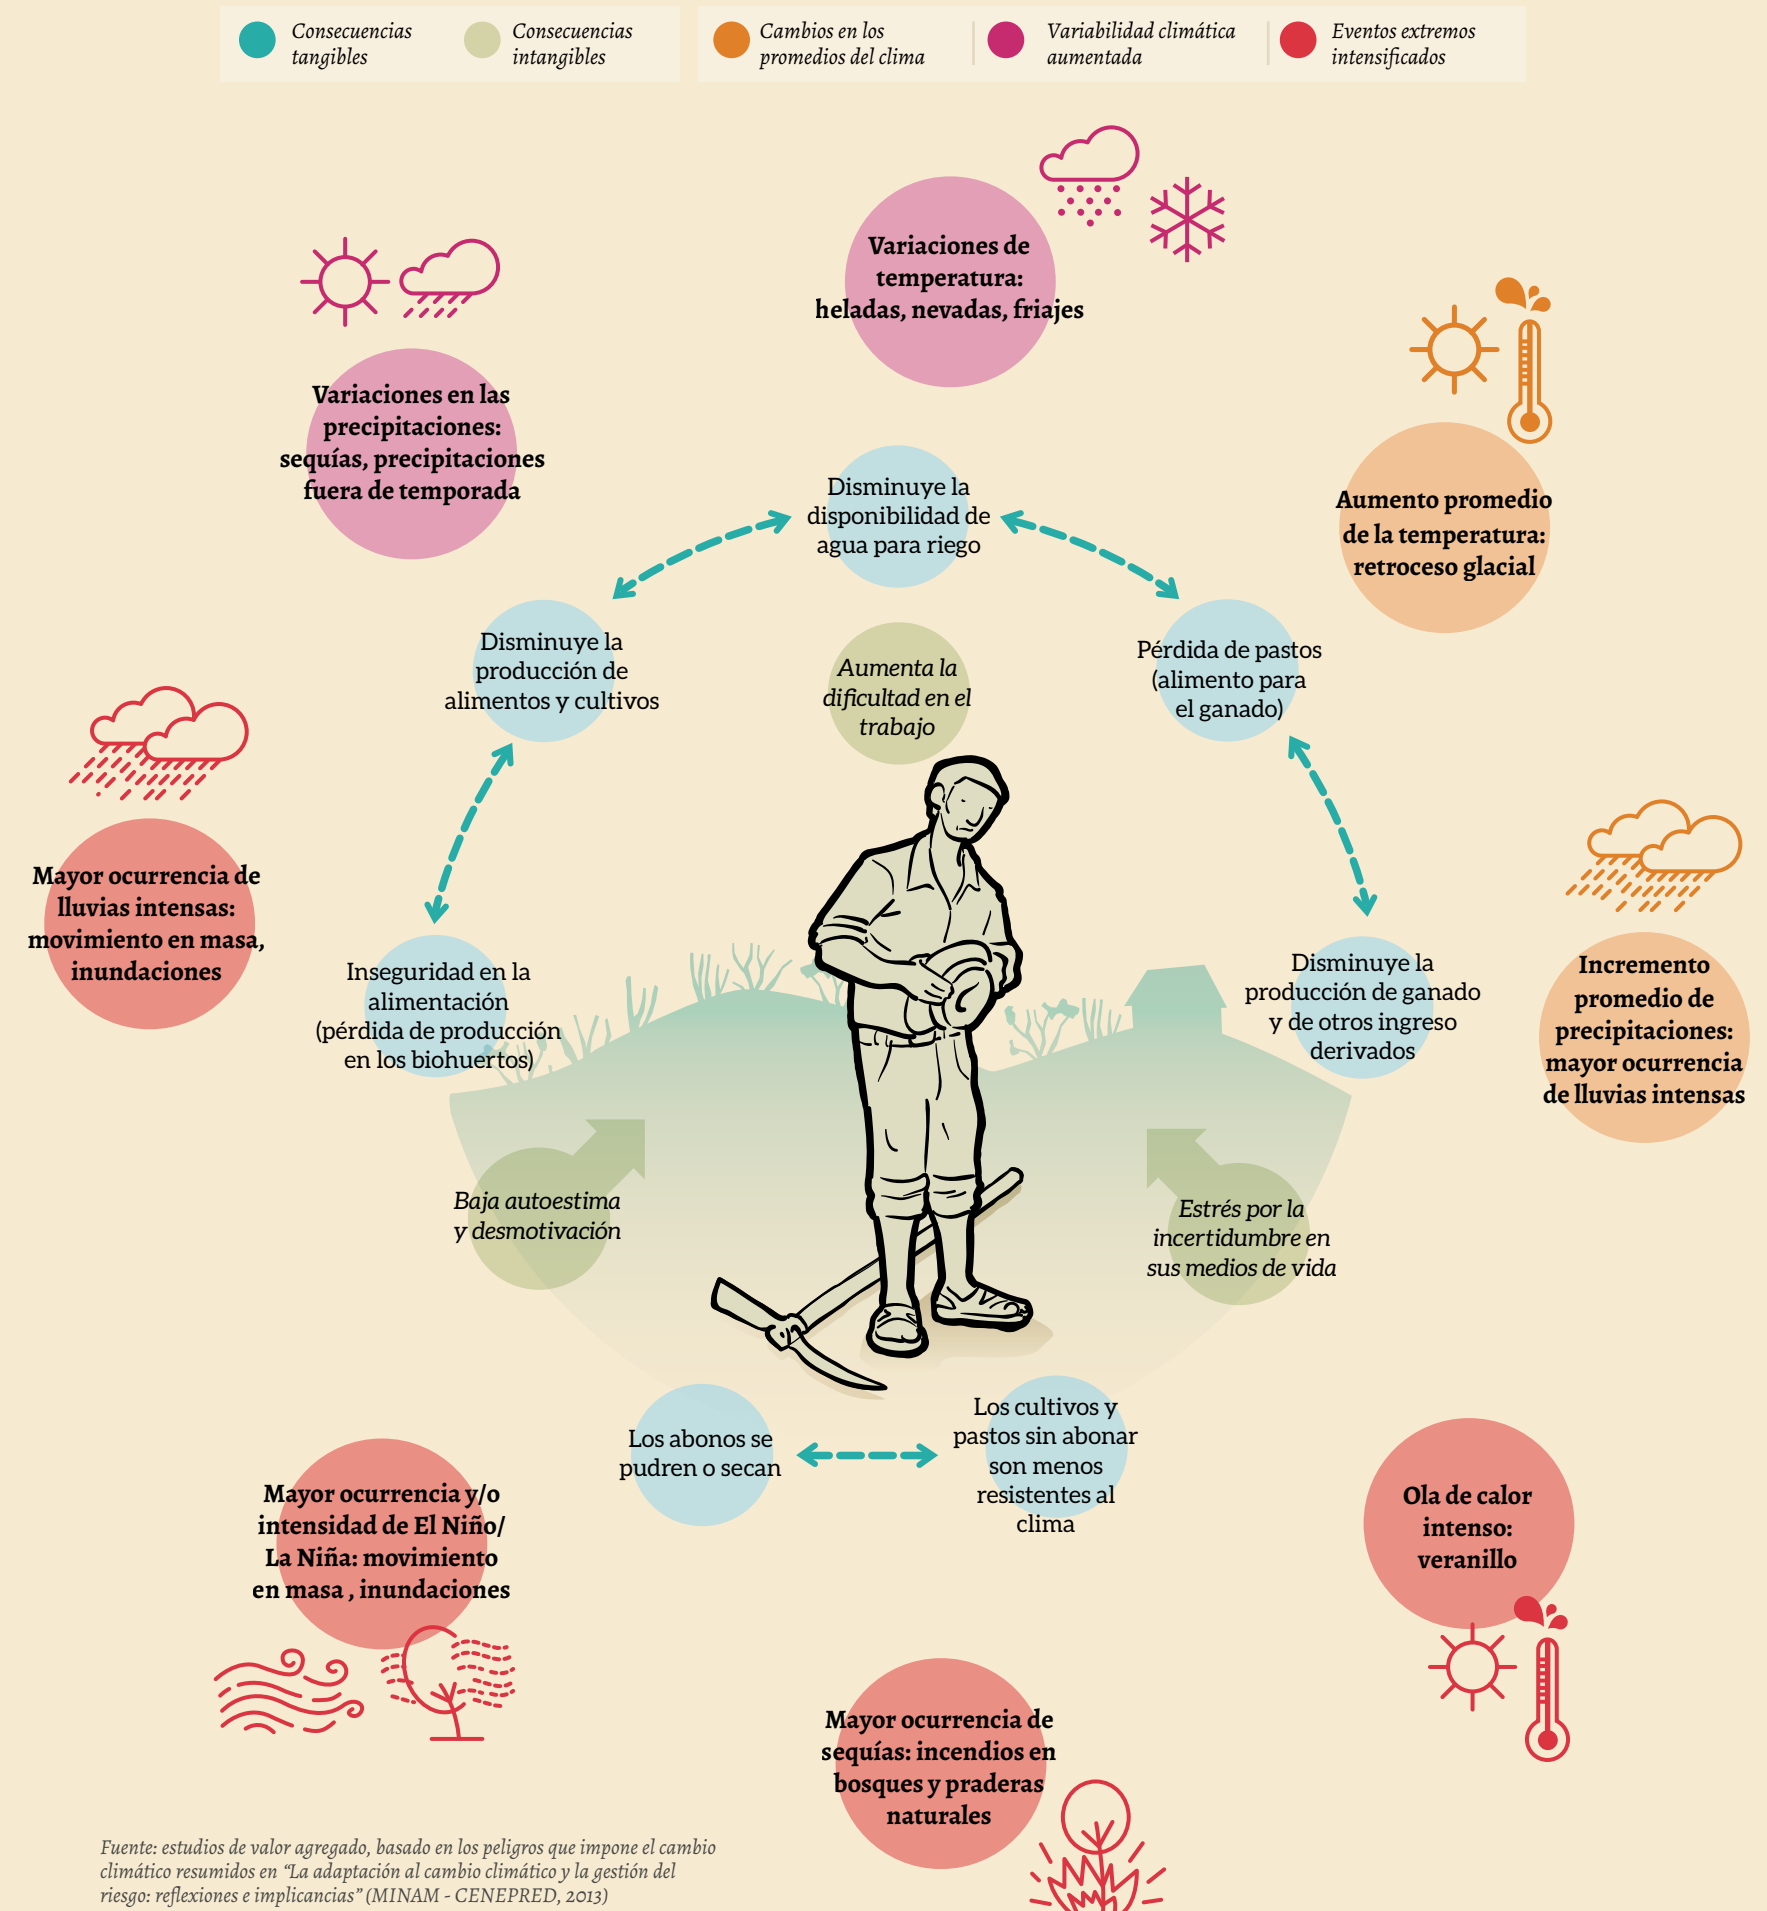 Consecuencias
tangibles
Consecuencias
intangibles
Cambios en los
promedios del clima
Variabilidad climática
aumentada
Eventos extremos
intensificados
Variaciones de
temperatura:
heladas, nevadas, friajes
Variaciones en las
precipitaciones:
sequías, precipitaciones
fuera de temporada
Aumento promedio
de la temperatura:
retroceso glacial
Disminuye la
disponibilidad de
agua para riego
Disminuye la
producción de
alimentos y cultivos
Aumenta la
dificultad en el
trabajo
Pérdida de pastos
(alimento para
el ganado)
Mayor ocurrencia de
lluvias intensas:
movimiento en masa,
inundaciones
Inseguridad en la
alimentación
(pérdida de producción
en los biohuertos)
Disminuye la
producción de ganado
y de otros ingreso
derivados
Incremento
promedio de
precipitaciones:
mayor ocurrencia
de lluvias intensas
Baja autoestima
y desmotivación
Estrés por la
incertidumbre en
sus medios de vida
Los abonos se
pudren o secan
Los cultivos y
pastos sin abonar
son menos
resistentes al
clima
Mayor ocurrencia y/o
intensidad de El Niño/
La Niña: movimiento
en masa , inundaciones
Ola de calor
intenso:
veranillo
Mayor ocurrencia de
sequías: incendios en
bosques y praderas
naturales
Fuente: estudios de valor agregado, basado en los peligros que impone el cambio
climático resumidos en “La adaptación al cambio climático y la gestión del
riesgo: reflexiones e implicancias” (MINAM - CENEPRED, 2013)